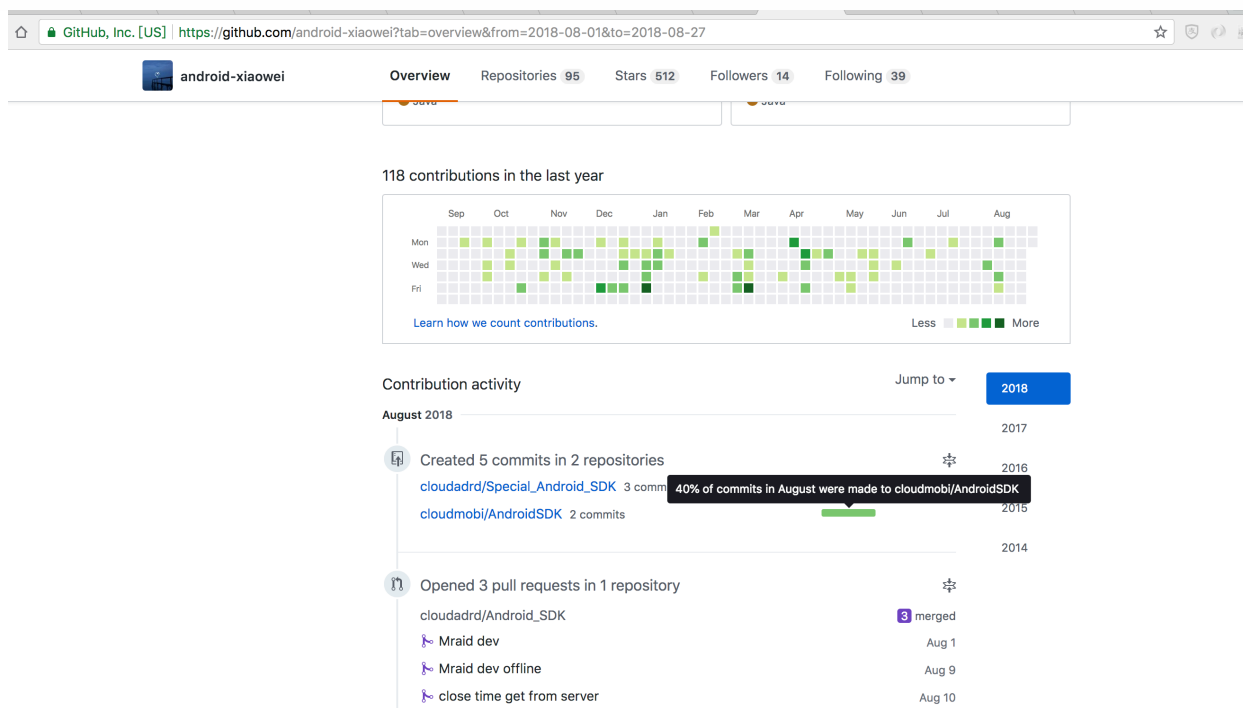 GitHub, Inc. [US] https://github.com/android-xiaowei?tab=overview&from=2018-08-01&to=2018-08-27
android-xiaowei Overview Repositories 95 Stars 512 Followers 14 Following 39
Java Java
118 contributions in the last year
Sep Oct Nov Dec Jan Feb Mar Apr May Jun Jul Aug
Mon
Wed
Fri
Learn how we count contributions. Less More
Contribution activity Jump to
2018
August 2018
2017
Created 5 commits in 2 repositories
2016
cloudadrd/Special_Android_SDK 3 comm
40% of commits in August were made to cloudmobi/AndroidSDK
2015
cloudmobi/AndroidSDK 2 commits
2014
Opened 3 pull requests in 1 repository
cloudadrd/Android_SDK 3 merged
Mraid dev Aug 1
Mraid dev offline Aug 9
close time get from server Aug 10